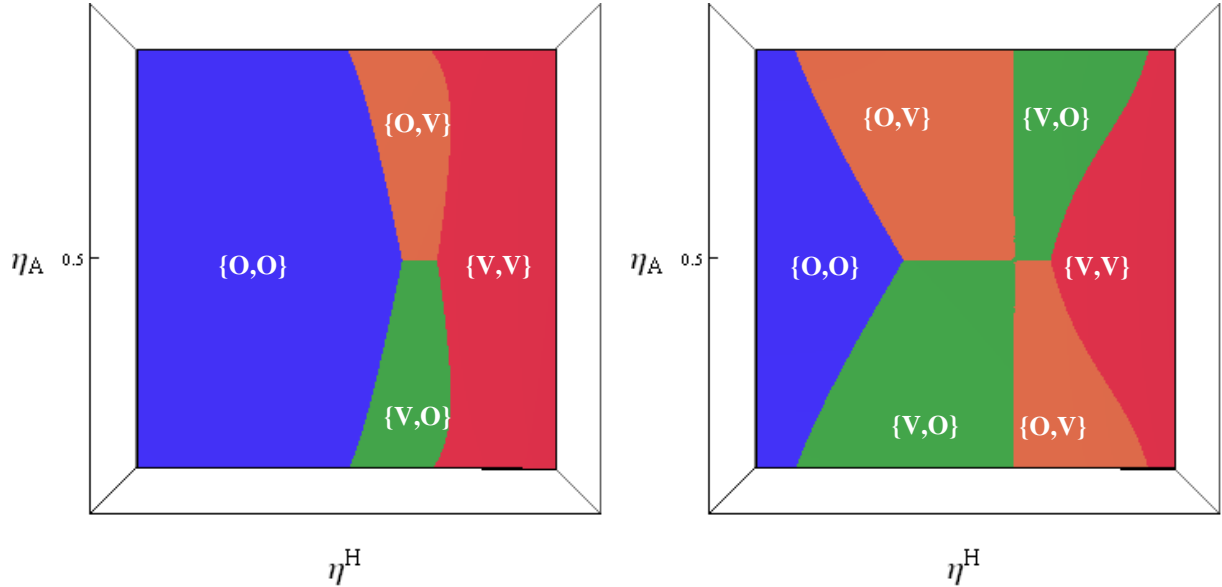 {O,V}
{O,O}
{V,V}
{V,O}
η_A 0.5
η^H
{O,V}
{V,O}
{O,O}
{V,V}
{V,O}
{O,V}
η_A 0.5
η^H